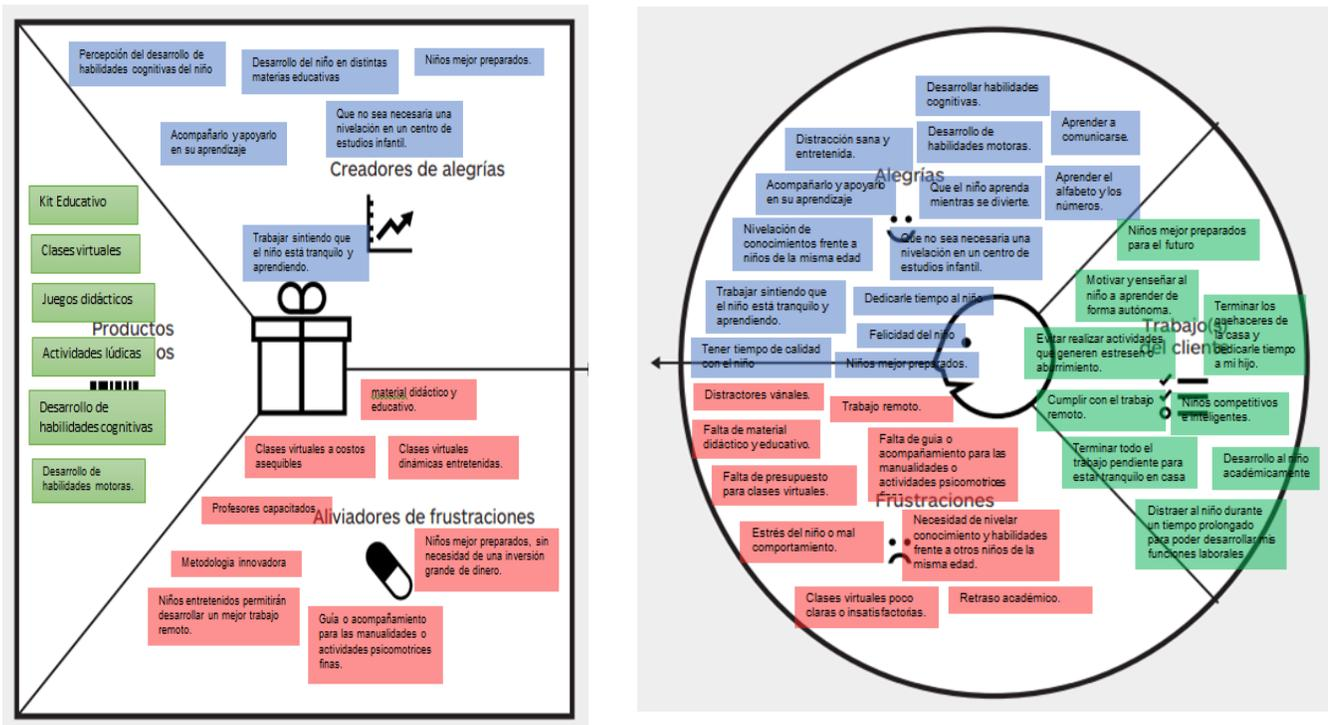 Percepción del desarrollo de
habilidades cognitivas del niño
Desarrollo del niño en distintas
materias educativas
Niños mejor preparados.
Acompañarlo y apoyarlo
en su aprendizaje
Que no sea necesaria una
nivelación en un centro de
estudios infantil.
Creadores de alegrías
Trabajar sintiendo que
el niño está tranquilo y
aprendiendo.
Kit Educativo
Clases virtuales
Juegos didácticos
Productos
os
Actividades lúdicas
Desarrollo de
habilidades cognitivas
Desarrollo de
habilidades motoras.
material didáctico y
educativo.
Clases virtuales a costos
asequibles
Clases virtuales
dinámicas entretenidas.
Profesores capacitados
Aliviadores de frustraciones
Niños mejor preparados, sin
necesidad de una inversión
grande de dinero.
Metodologia innovadora
Niños entretenidos permitirán
desarrollar un mejor trabajo
remoto.
Guía o acompañamiento
para las manualidades o
actividades psicomotrices
finas.
Desarrollar habilidades
cognitivas.
Distracción sana y
entretenida.
Desarrollo de
habilidades motoras.
Aprender a
comunicarse.
Alegrías
Acompañarlo y apoyarlo
en su aprendizaje
Que el niño aprenda
mientras se divierte.
Aprender el
alfabeto y los
números.
Nivelación de
conocimientos frente a
niños de la misma edad
Que no sea necesaria una
nivelación en un centro de
estudios infantil.
Trabajar sintiendo que
el niño está tranquilo y
aprendiendo.
Dedicarle tiempo al niño
Felicidad del niño
Tener tiempo de calidad
con el niño
Niños mejor preparados.
Niños mejor preparados
para el futuro
Motivar y enseñar al
niño a aprender de
forma autónoma.
Terminar los
quehaceres de
la casa y
dedicarle tiempo
a mi hijo.
Trabajo(s)
del cliente
Evitar realizar actividades
que generen estresen o
aburrimiento.
Cumplir con el trabajo
remoto.
Niños competitivos
e inteligentes.
Terminar todo el
trabajo pendiente para
estar tranquilo en casa
Desarrollo al niño
académicamente
Distraer al niño durante
un tiempo prolongado
para poder desarrollar mis
funciones laborales
Distractores vánales.
Trabajo remoto.
Falta de material
didáctico y educativo.
Falta de guia o
acompañamiento para las
manualidades o
actividades psicomotrices
finas.
Falta de presupuesto
para clases virtuales.
Frustraciones
Estrés del niño o mal
comportamiento.
Necesidad de nivelar
conocimiento y habilidades
frente a otros niños de la
misma edad.
Clases virtuales poco
claras o insatisfactorias.
Retraso académico.